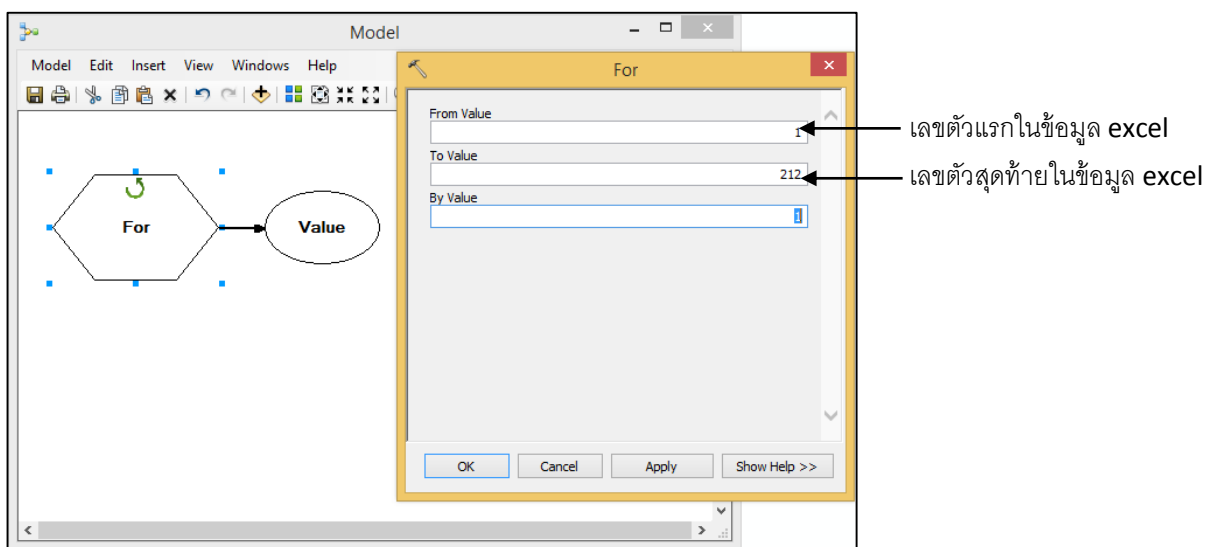 Model
Model Edit Insert View Windows Help
For
From Value
1
เลขตัวแรกในข้อมูล excel
To Value
212
เลขตัวสุดท้ายในข้อมูล excel
By Value
1
For
Value
OK Cancel Apply Show Help >>